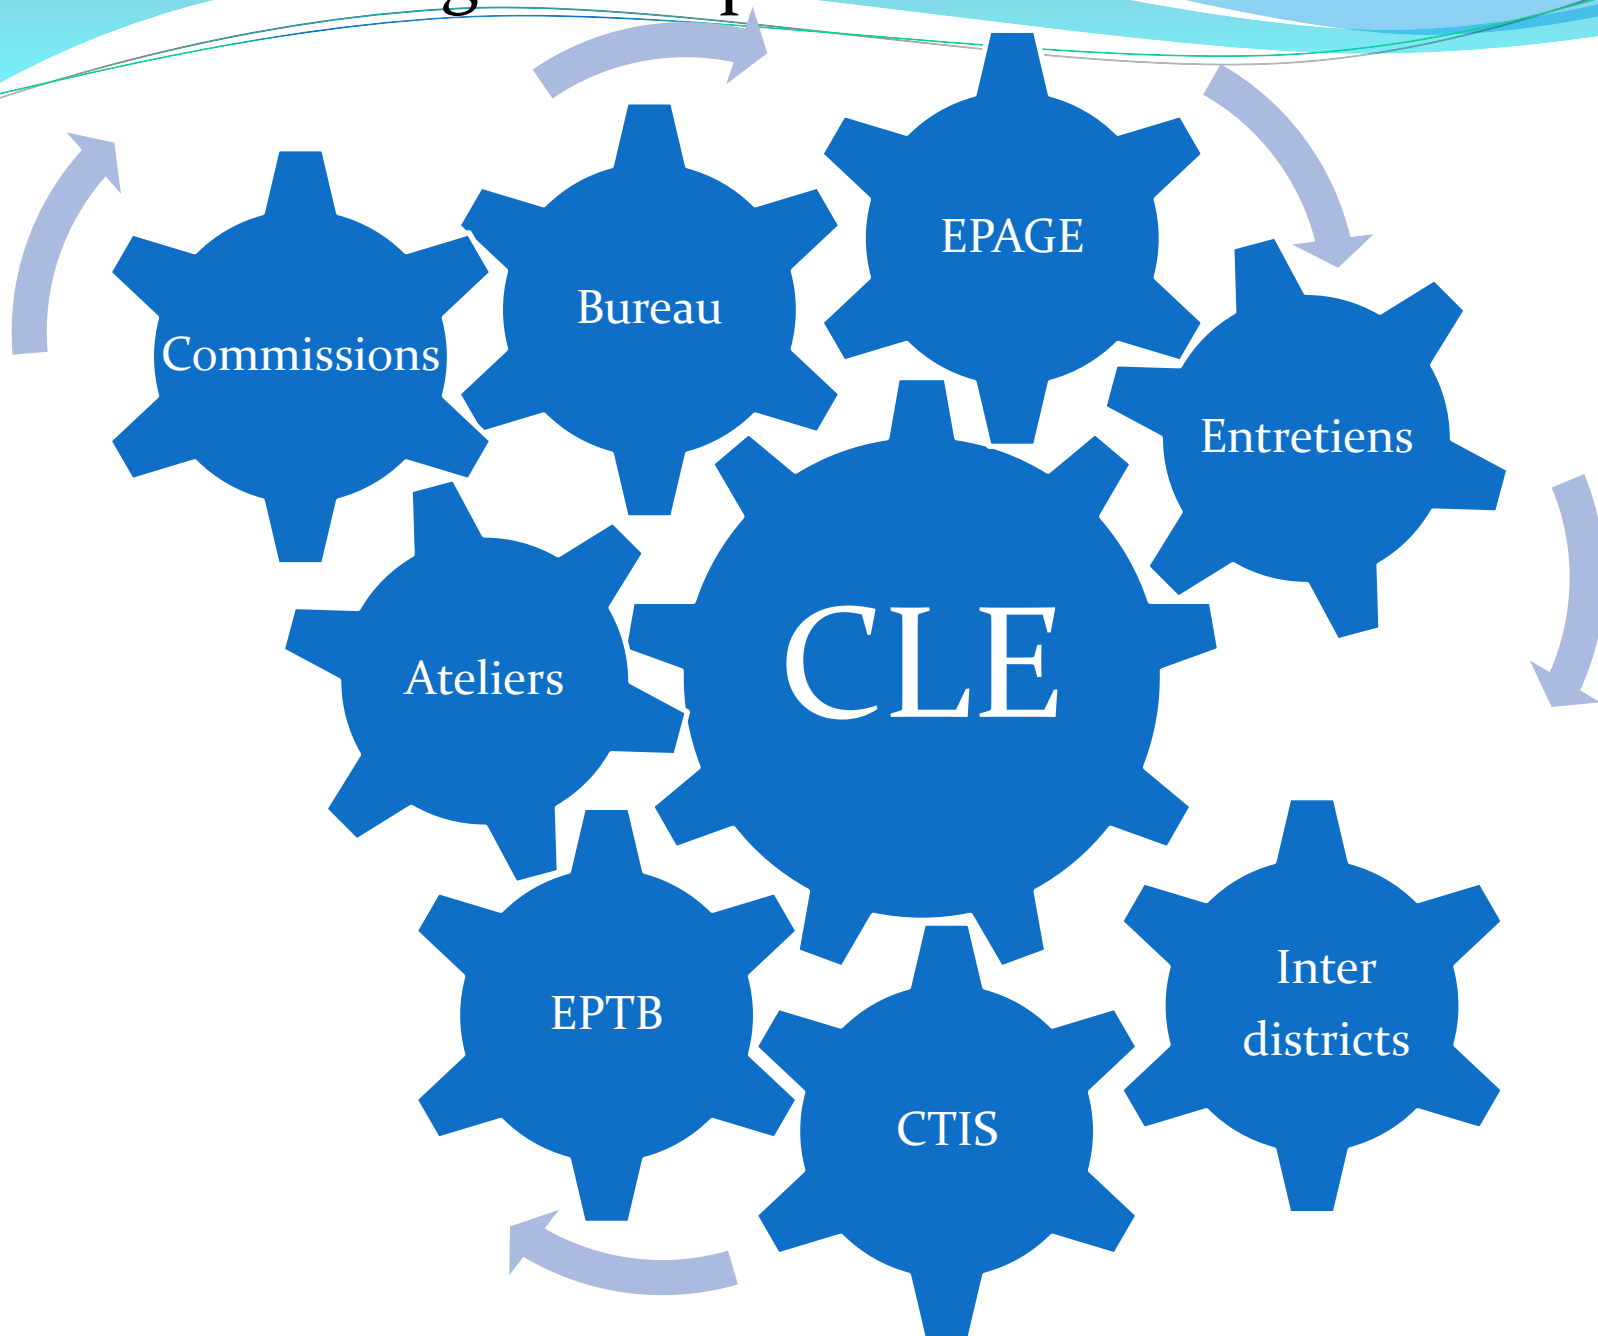 EPAGE
Bureau
Commissions
Entretiens
CLE
Ateliers
Inter
districts
EPTB
CTIS